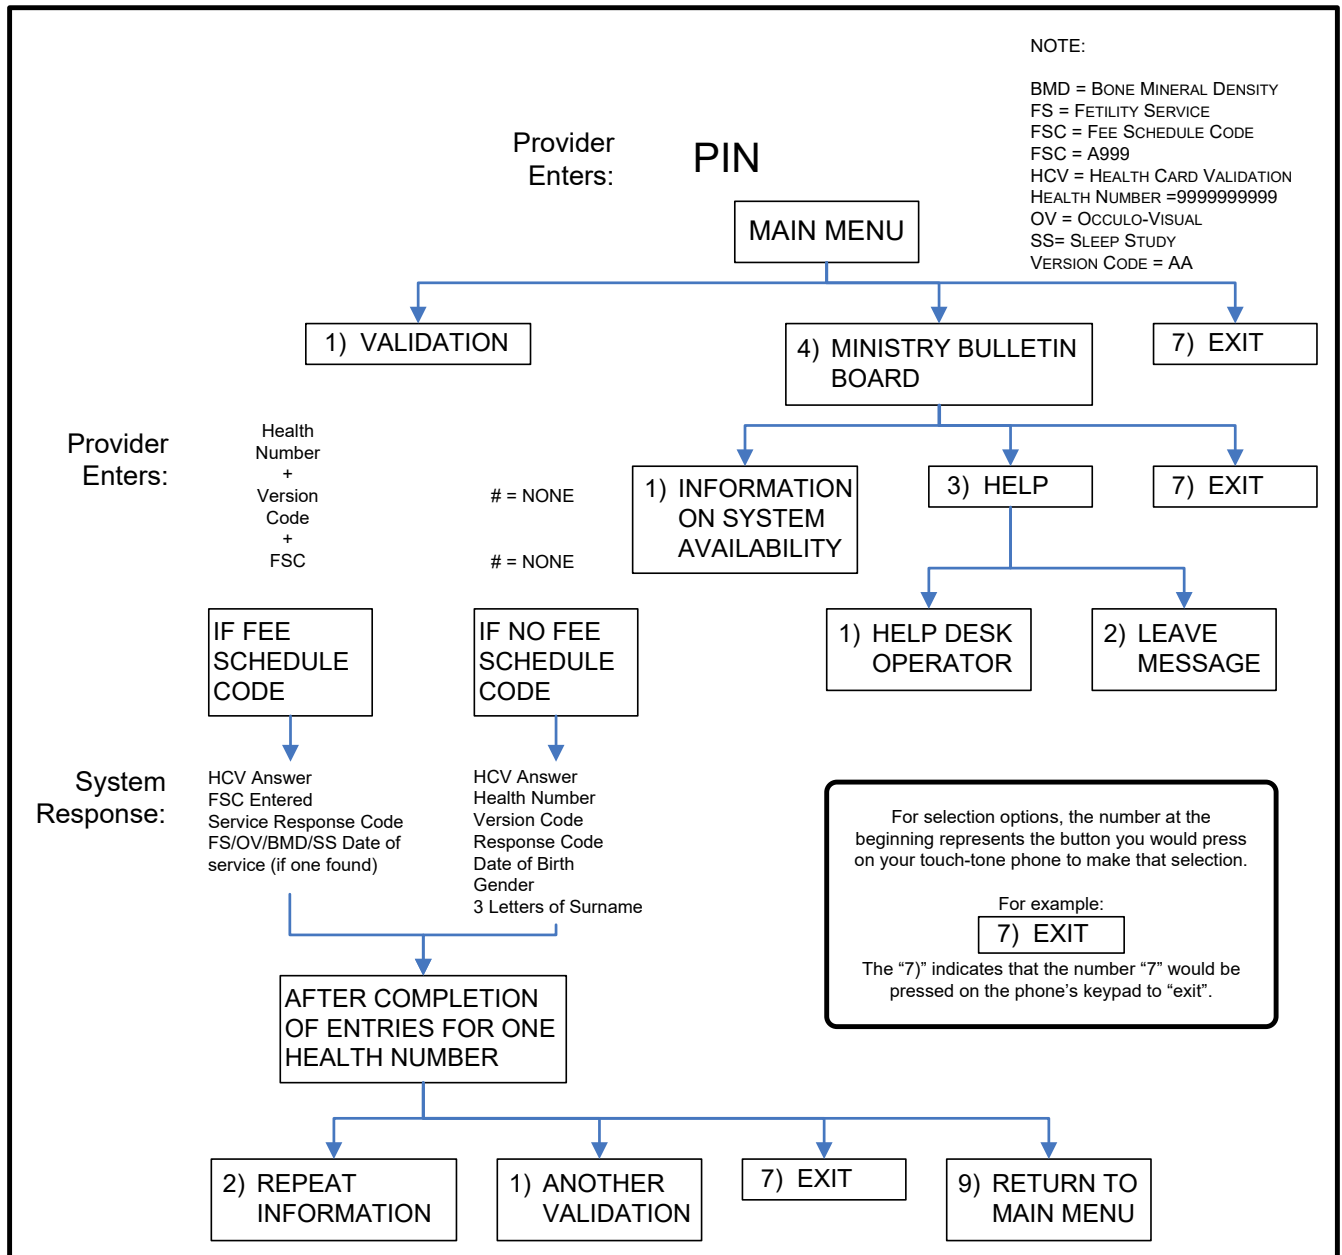 NOTE:
BMD = BONE MINERAL DENSITY
FS = FETILITY SERVICE
FSC = FEE SCHEDULE CODE
FSC = A999
HCV = HEALTH CARD VALIDATION
HEALTH NUMBER =9999999999
OV = OCCULO-VISUAL
SS= SLEEP STUDY
VERSION CODE = AA
Provider
Enters:
PIN
MAIN MENU
1) VALIDATION
4) MINISTRY BULLETIN
BOARD
7) EXIT
Provider
Enters:
Health
Number
+
Version
Code
+
FSC
# = NONE
# = NONE
1) INFORMATION
ON SYSTEM
AVAILABILITY
3) HELP
7) EXIT
1) HELP DESK
OPERATOR
2) LEAVE
MESSAGE
IF FEE
SCHEDULE
CODE
IF NO FEE
SCHEDULE
CODE
System
Response:
HCV Answer
FSC Entered
Service Response Code
FS/OV/BMD/SS Date of
service (if one found)
HCV Answer
Health Number
Version Code
Response Code
Date of Birth
Gender
3 Letters of Surname
For selection options, the number at the
beginning represents the button you would press
on your touch-tone phone to make that selection.
For example:
7) EXIT
The “7)” indicates that the number “7” would be
pressed on the phone’s keypad to “exit”.
AFTER COMPLETION
OF ENTRIES FOR ONE
HEALTH NUMBER
2) REPEAT
INFORMATION
1) ANOTHER
VALIDATION
7) EXIT
9) RETURN TO
MAIN MENU